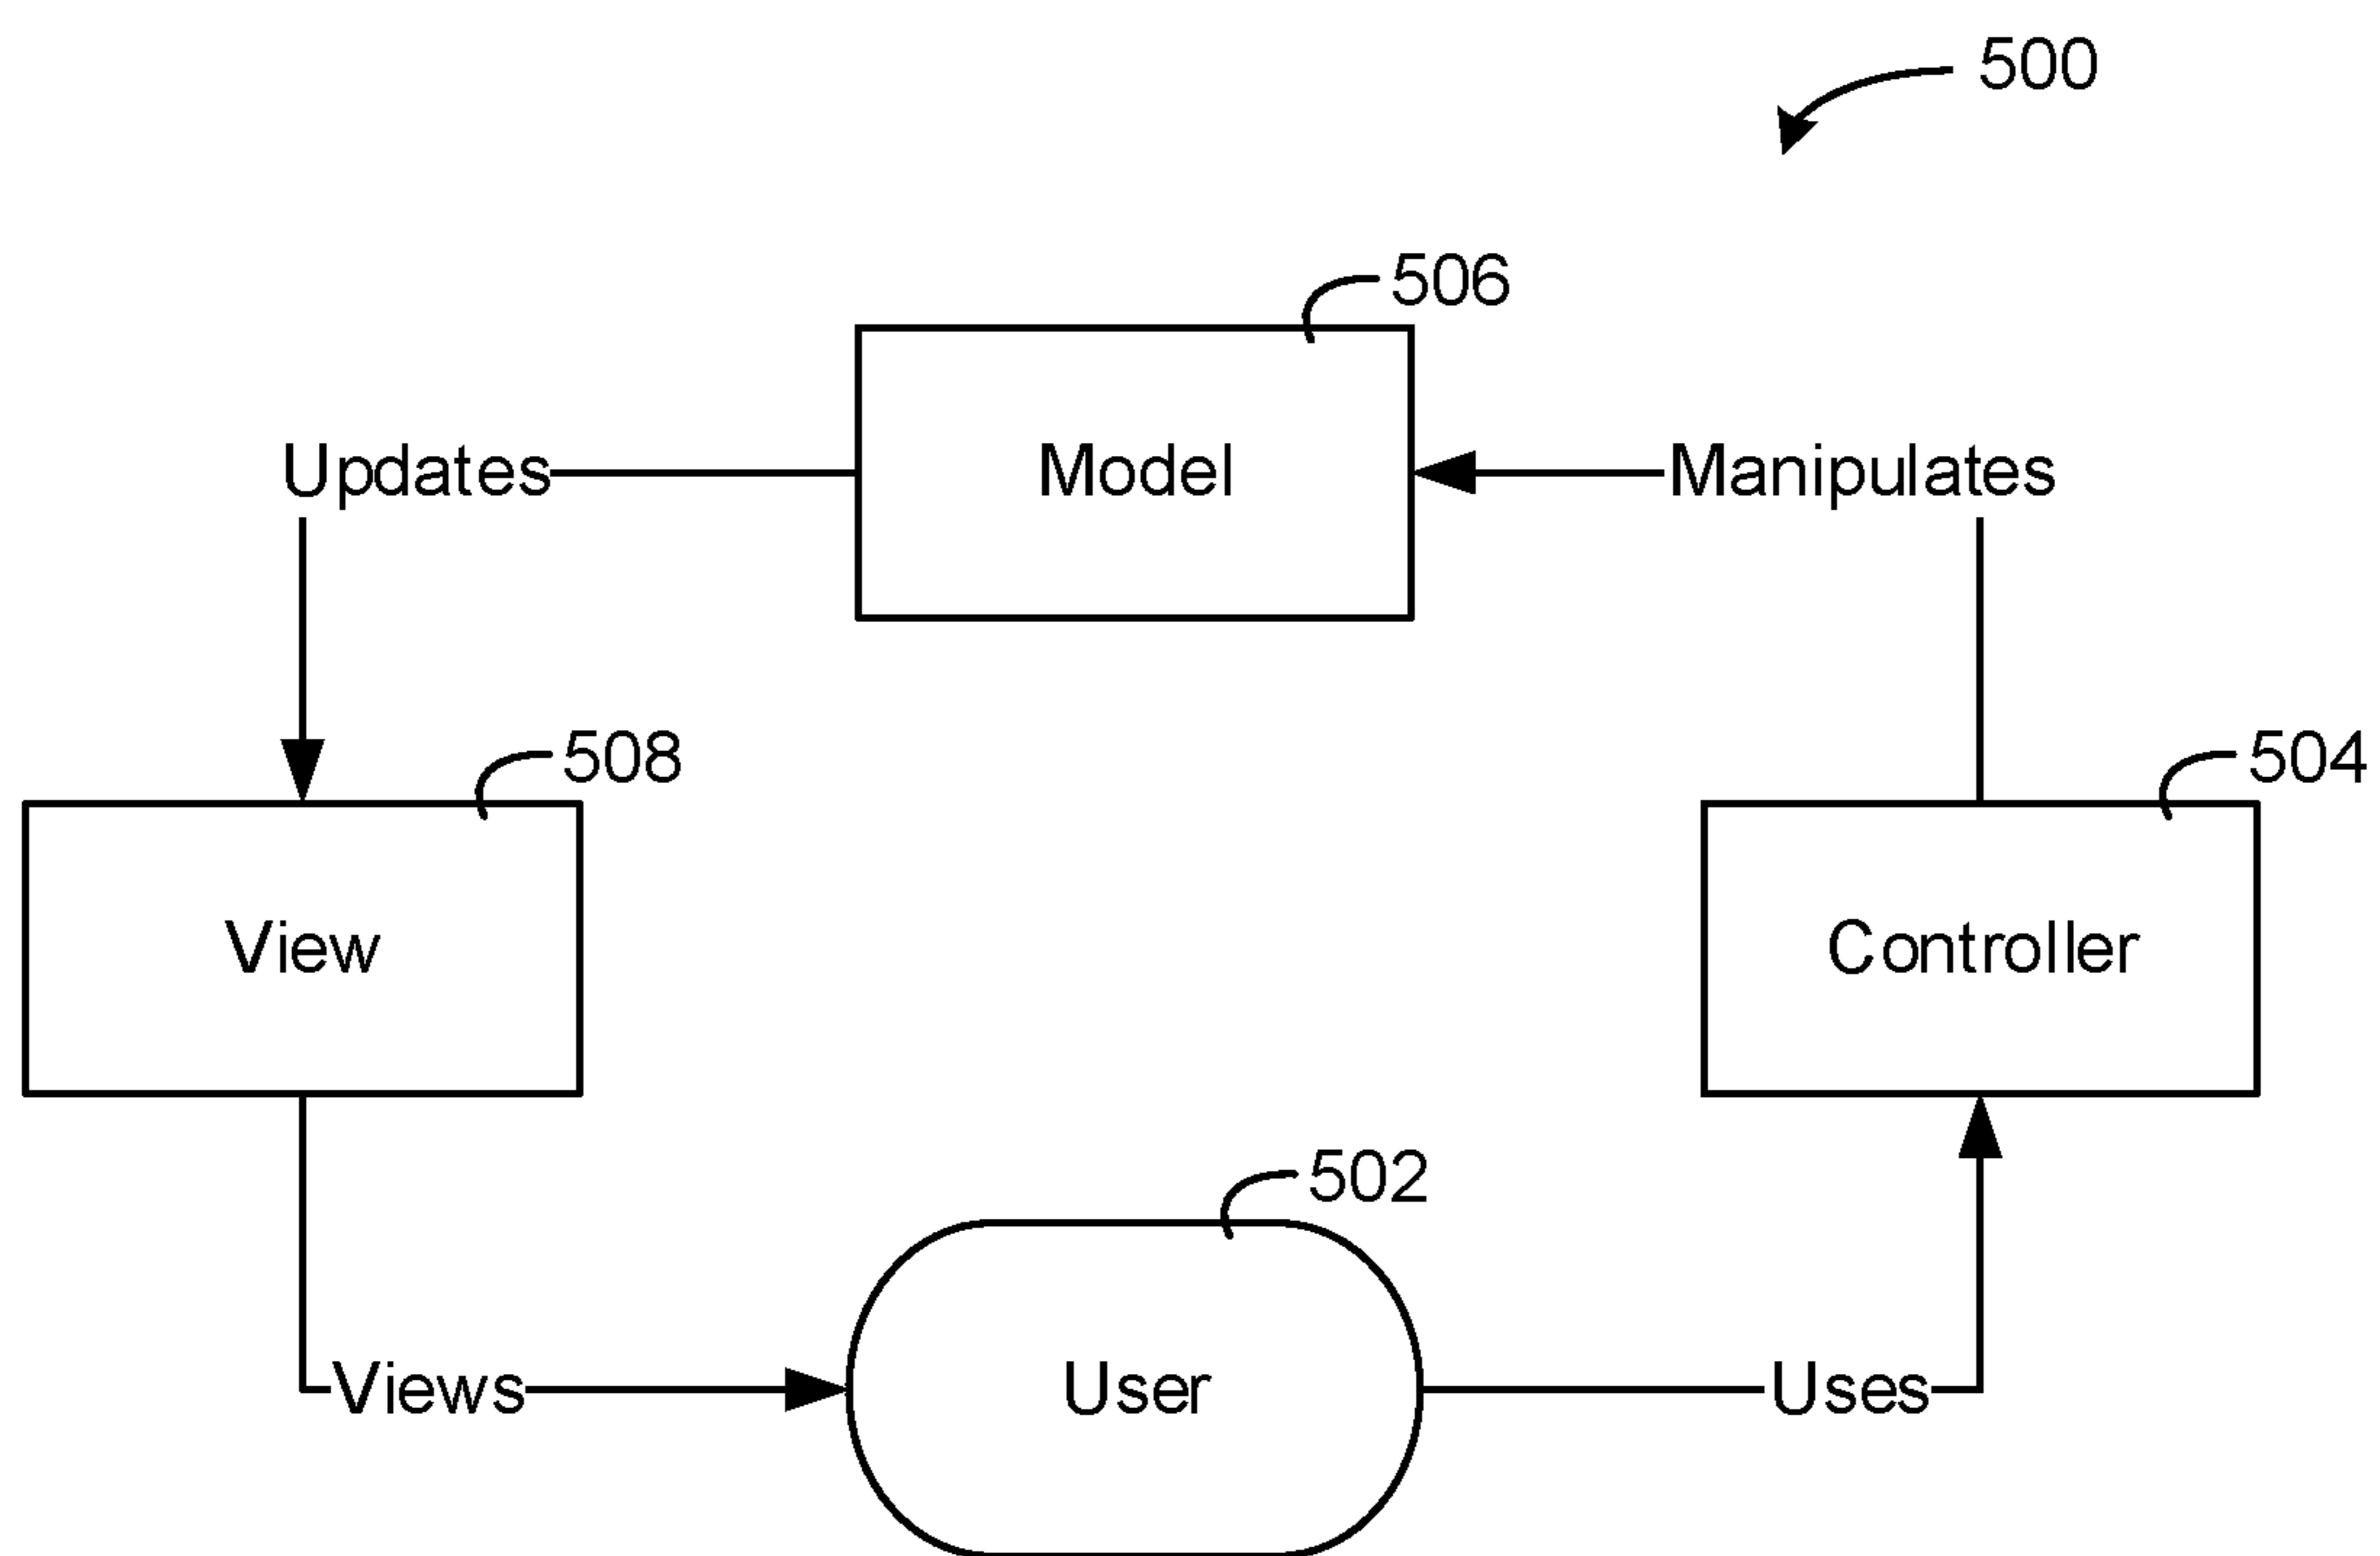 500
506
Model
Updates
Manipulates
508
504
View
Controller
502
User
Views
Uses